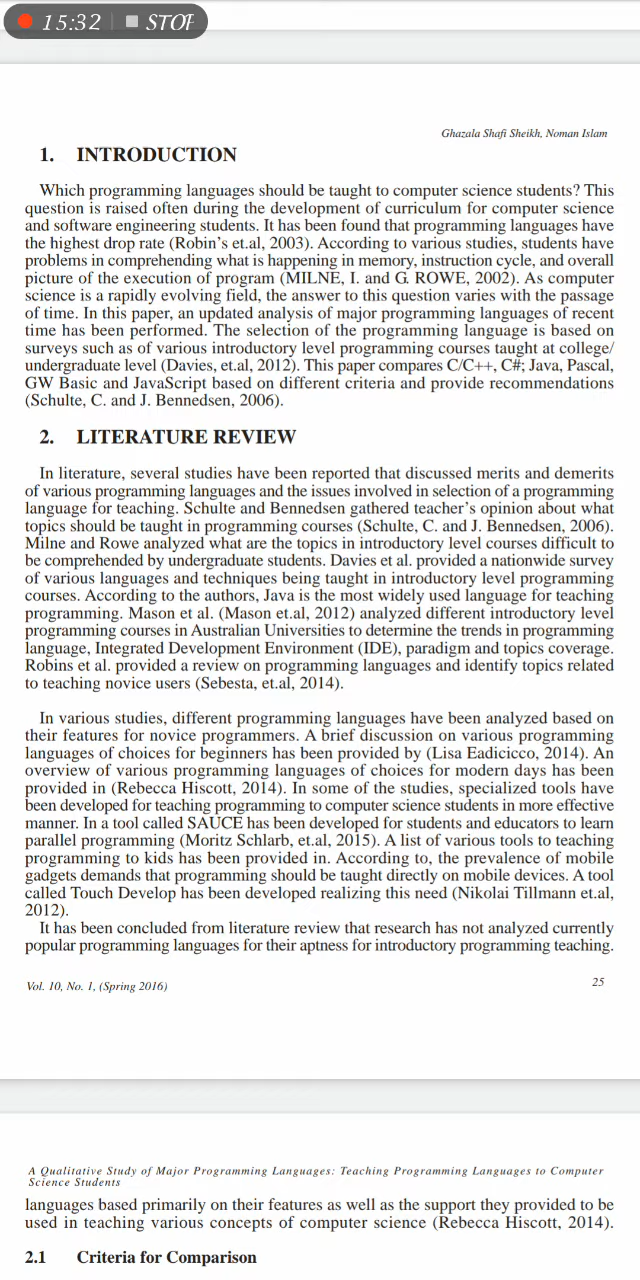 15:32 STOP
Ghazala Shafi Sheikh, Noman Islam
1. INTRODUCTION
Which programming languages should be taught to computer science students? This
question is raised often during the development of curriculum for computer science
and software engineering students. It has been found that programming languages have
the highest drop rate (Robin's et.al, 2003). According to various studies, students have
problems in comprehending what is happening in memory, instruction cycle, and overall
picture of the execution of program (MILNE, I. and G. ROWE, 2002). As computer
science is a rapidly evolving field, the answer to this question varies with the passage
of time. In this paper, an updated analysis of major programming languages of recent
time has been performed. The selection of the programming language is based on
surveys such as of various introductory level programming courses taught at college/
undergraduate level (Davies, et.al, 2012). This paper compares C/C++, C#; Java, Pascal,
GW Basic and JavaScript based on different criteria and provide recommendations
(Schulte, C. and J. Bennedsen, 2006).
2. LITERATURE REVIEW
In literature, several studies have been reported that discussed merits and demerits
of various programming languages and the issues involved in selection of a programming
language for teaching. Schulte and Bennedsen gathered teacher's opinion about what
topics should be taught in programming courses (Schulte, C. and J. Bennedsen, 2006).
Milne and Rowe analyzed what are the topics in introductory level courses difficult to
be comprehended by undergraduate students. Davies et al. provided a nationwide survey
of various languages and techniques being taught in introductory level programming
courses. According to the authors, Java is the most widely used language for teaching
programming. Mason et al. (Mason et.al, 2012) analyzed different introductory level
programming courses in Australian Universities to determine the trends in programming
language, Integrated Development Environment (IDE), paradigm and topics coverage.
Robins et al. provided a review on programming languages and identify topics related
to teaching novice users (Sebesta, et.al, 2014).
In various studies, different programming languages have been analyzed based on
their features for novice programmers. A brief discussion on various programming
languages of choices for beginners has been provided by (Lisa Eadicicco, 2014). An
overview of various programming languages of choices for modern days has been
provided in (Rebecca Hiscott, 2014). In some of the studies, specialized tools have
been developed for teaching programming to computer science students in more effective
manner. In a tool called SAUCE has been developed for students and educators to learn
parallel programming (Moritz Schlarb, et.al, 2015). A list of various tools to teaching
programming to kids has been provided in. According to, the prevalence of mobile
gadgets demands that programming should be taught directly on mobile devices. A tool
called Touch Develop has been developed realizing this need (Nikolai Tillmann et.al,
2012).
It has been concluded from literature review that research has not analyzed currently
popular programming languages for their aptness for introductory programming teaching.
Vol. 10, No. 1, (Spring 2016) 25
A Qualitative Study of Major Programming Languages: Teaching Programming Languages to Computer
Science Students
languages based primarily on their features as well as the support they provided to be
used in teaching various concepts of computer science (Rebecca Hiscott, 2014).
2.1 Criteria for Comparison